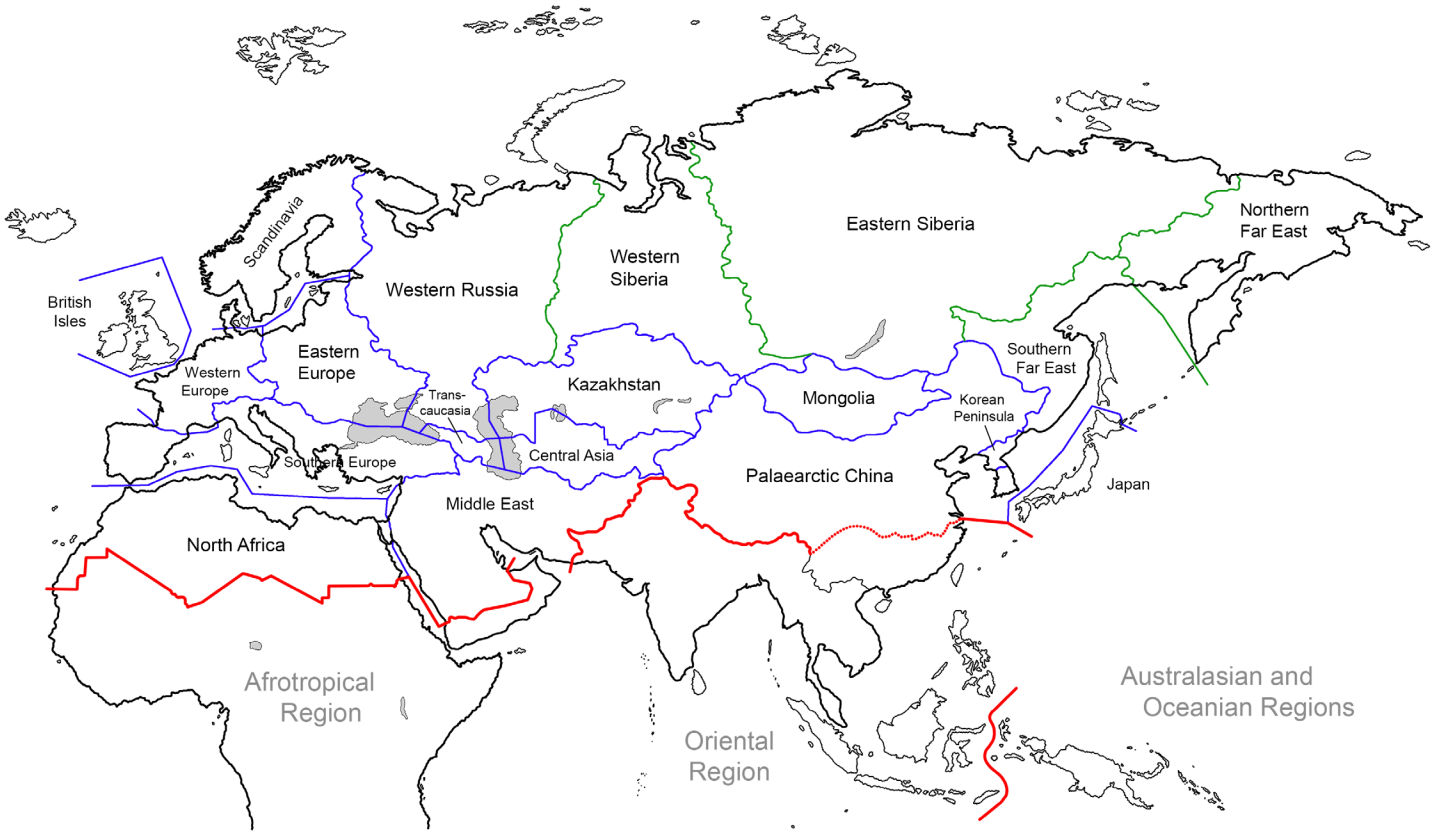 Scandinavia
British
Isles
Western Russia
Western
Siberia
Eastern Siberia
Northern
Far East
Western
Europe
Eastern
Europe
Trans-
caucasia
Kazakhstan
Mongolia
Southern
Far East
Korean
Peninsula
Southern Europe
Central Asia
Middle East
Palaearctic China
Japan
North Africa
Afrotropical
Region
Oriental
Region
Australasian and
Oceanian Regions